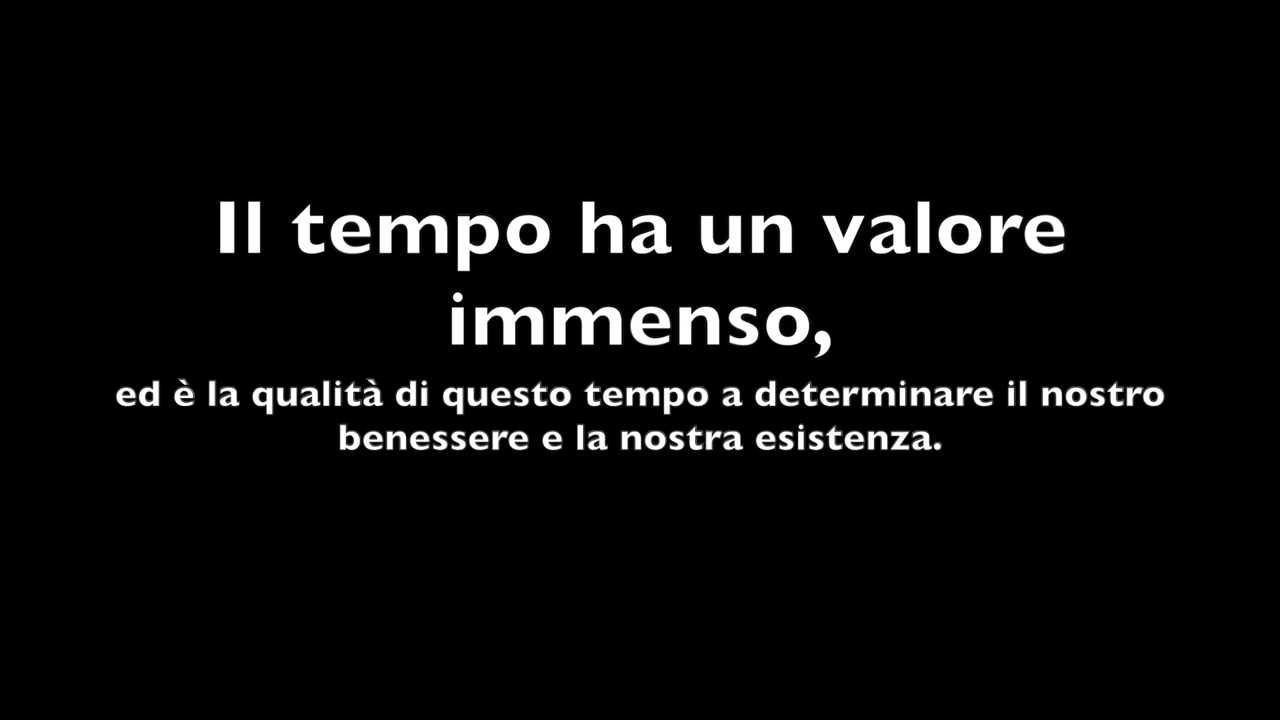 Il tempo ha un valore
immenso,
ed è la qualità di questo tempo a determinare il nostro
benessere e la nostra esistenza.